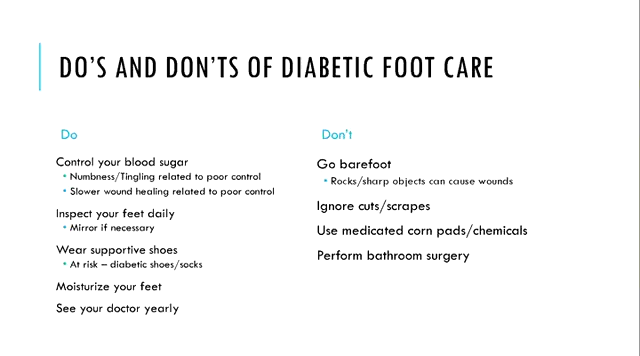 DO'S AND DON'TS OF DIABETIC FOOT CARE
Do
Control your blood sugar
• Numbness/Tingling related to poor control
• Slower wound healing related to poor control
Inspect your feet daily
• Mirror if necessary
Wear supportive shoes
• At risk – diabetic shoes/socks
Moisturize your feet
See your doctor yearly
Don't
Go barefoot
• Rocks/sharp objects can cause wounds
Ignore cuts/scrapes
Use medicated corn pads/chemicals
Perform bathroom surgery